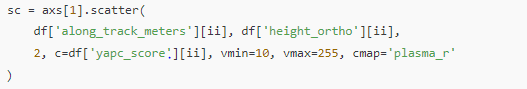 sc = axs[1].scatter(
    df['along_track_meters'][ii], df['height_ortho'][ii],
    2, c=df['yapc_score'][ii], vmin=10, vmax=255, cmap='plasma_r'
)